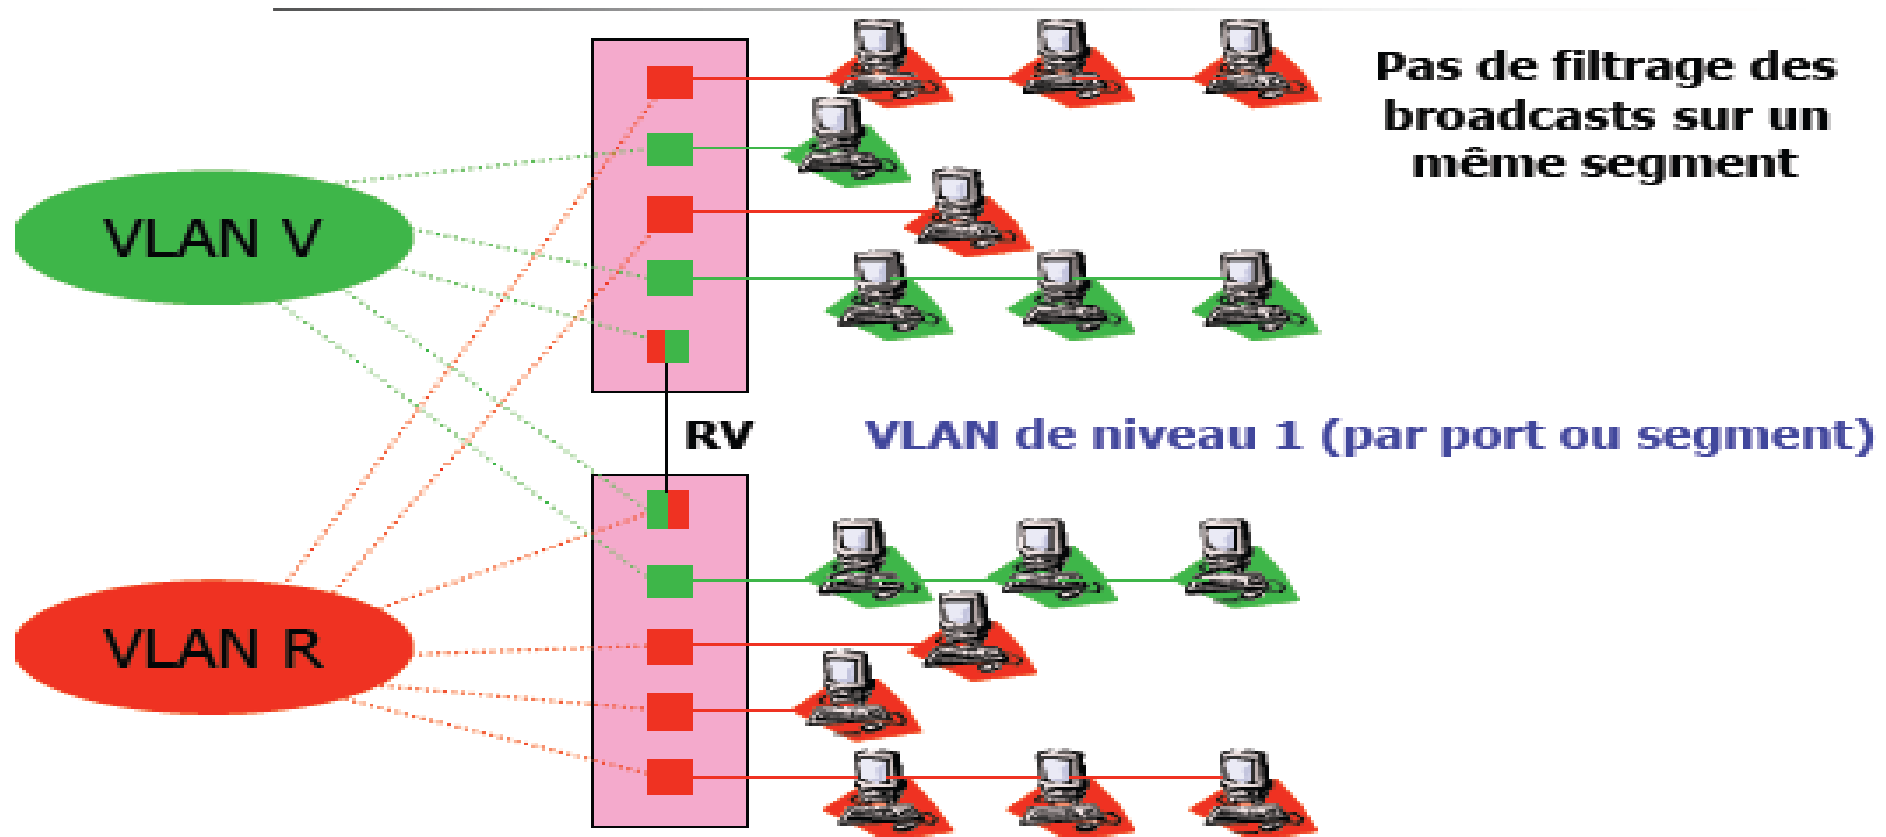 Pas de filtrage des
broadcasts sur un
même segment
VLAN V
RV
VLAN de niveau 1 (par port ou segment)
VLAN R